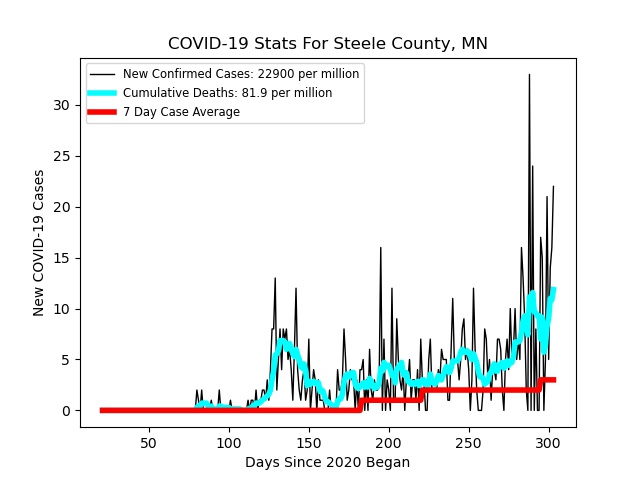 COVID-19 Stats For Steele County, MN
New Confirmed Cases: 22900 per million
Cumulative Deaths: 81.9 per million
7 Day Case Average
New COVID-19 Cases
30
25
20
15
10
5
0
50 100 150 200 250 300
Days Since 2020 Began